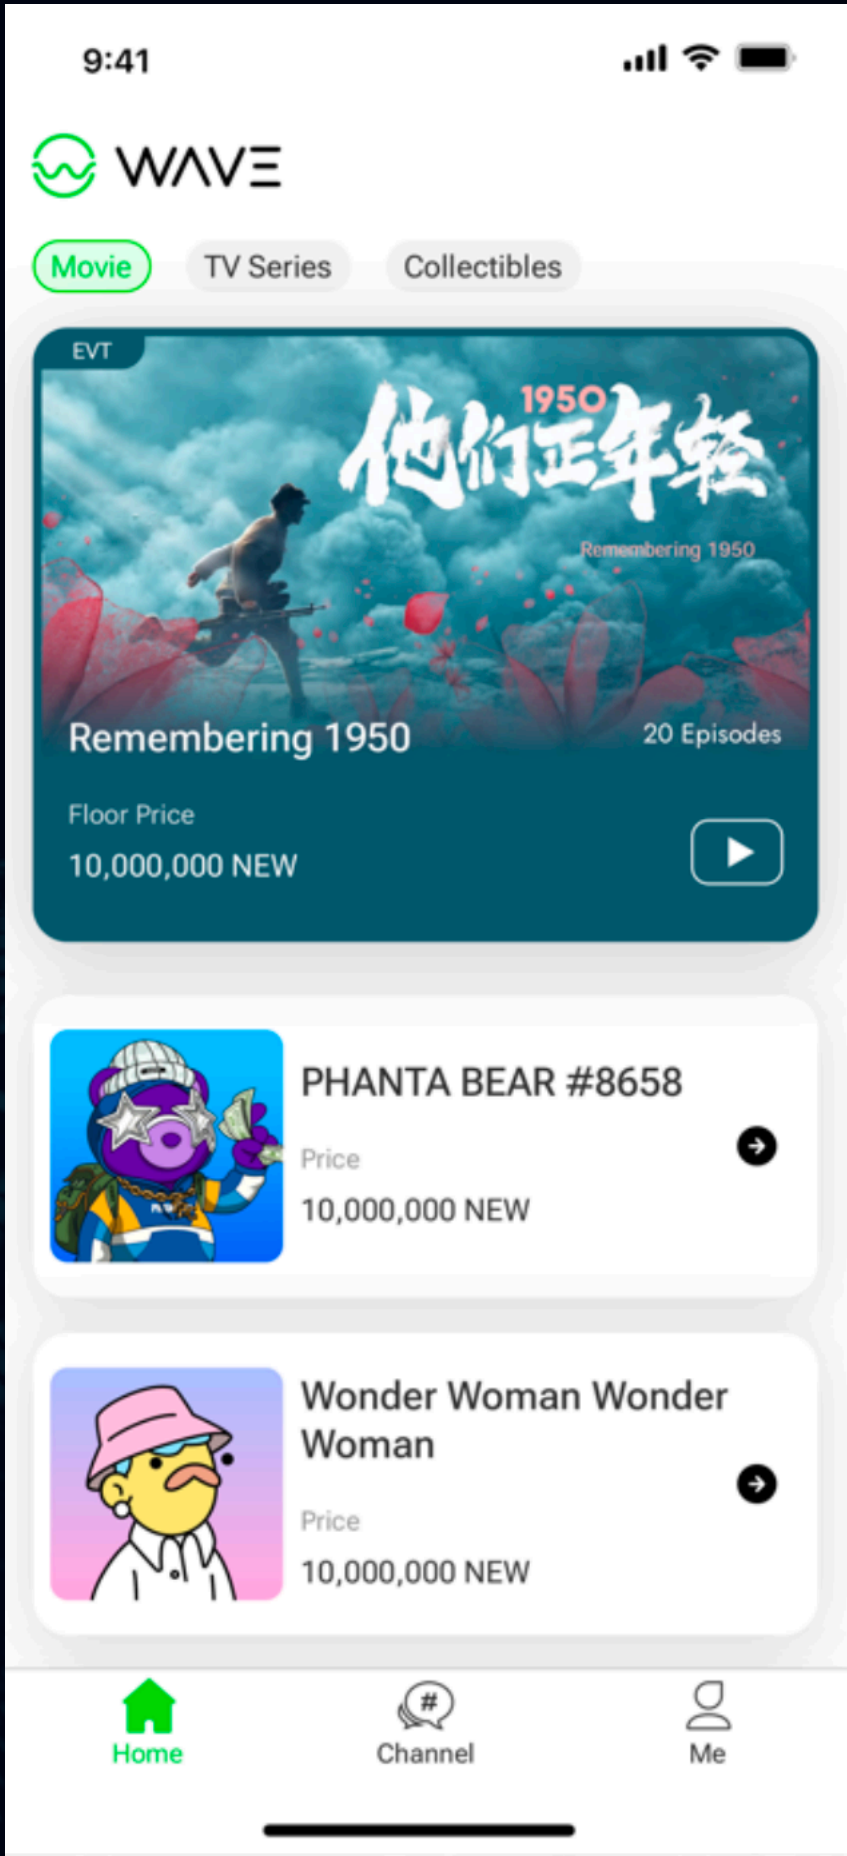 9:41
WAVE
Movie
TV Series
Collectibles
EVT
1950
他们正年轻
Remembering 1950
Remembering 1950
20 Episodes
Floor Price
10,000,000 NEW
PHANTA BEAR #8658
Price
10,000,000 NEW
Wonder Woman Wonder
Woman
Price
10,000,000 NEW
#
Home
Channel
Me